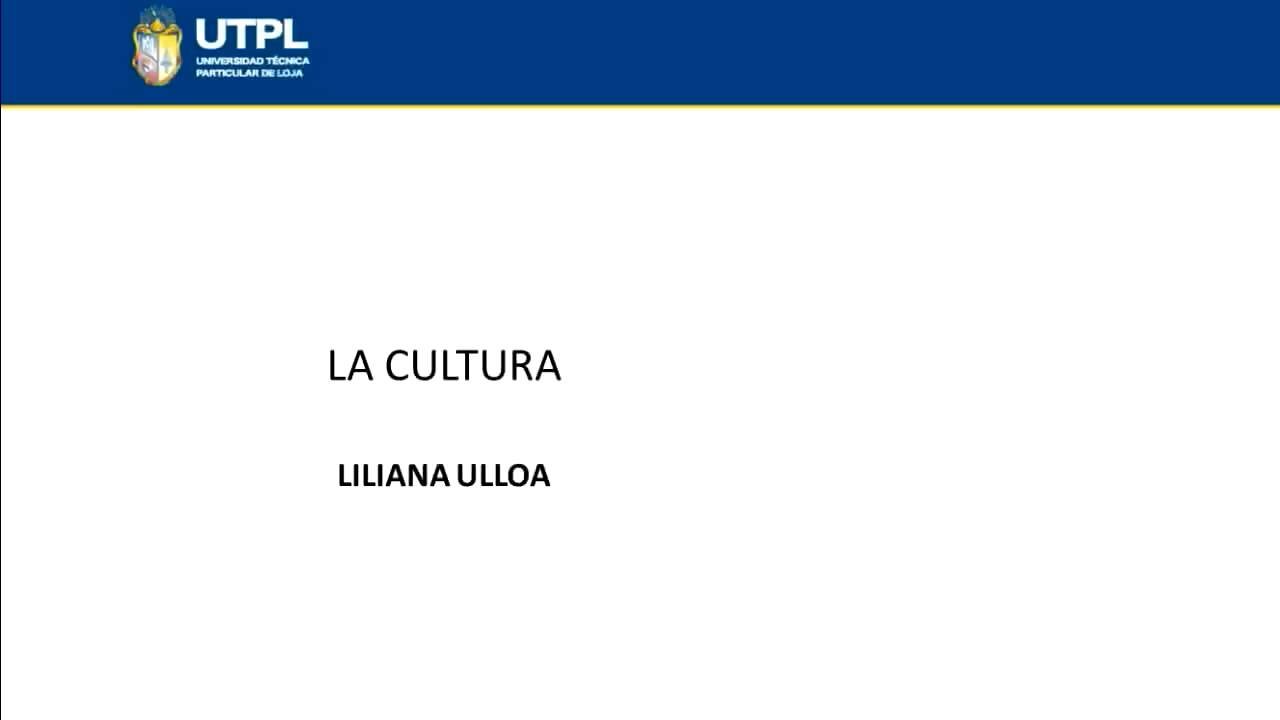 UTPL
UNIVERSIDAD TÉCNICA
PARTICULAR DE LOJA
LA CULTURA
LILIANA ULLOA